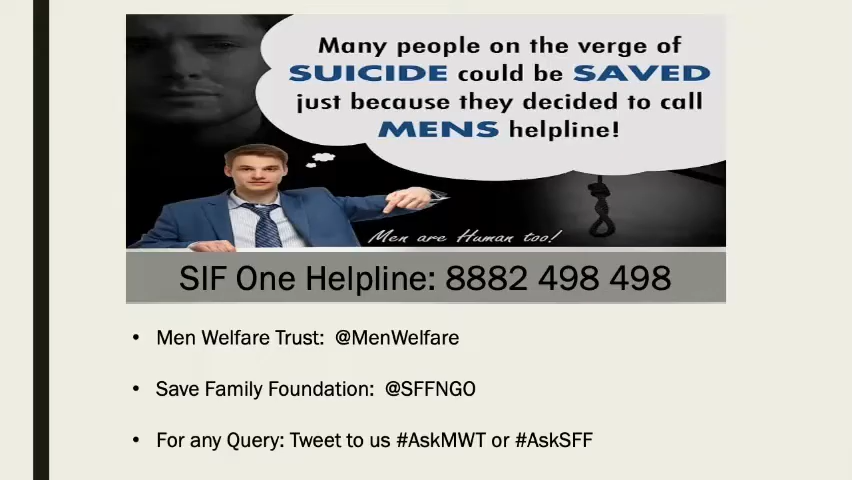 Many people on the verge of
SUICIDE could be SAVED
just because they decided to call
MENS helpline!
Men are Human too!
SIF One Helpline: 8882 498 498
• Men Welfare Trust: @MenWelfare
• Save Family Foundation: @SFFNGO
• For any Query: Tweet to us #AskMWT or #AskSFF